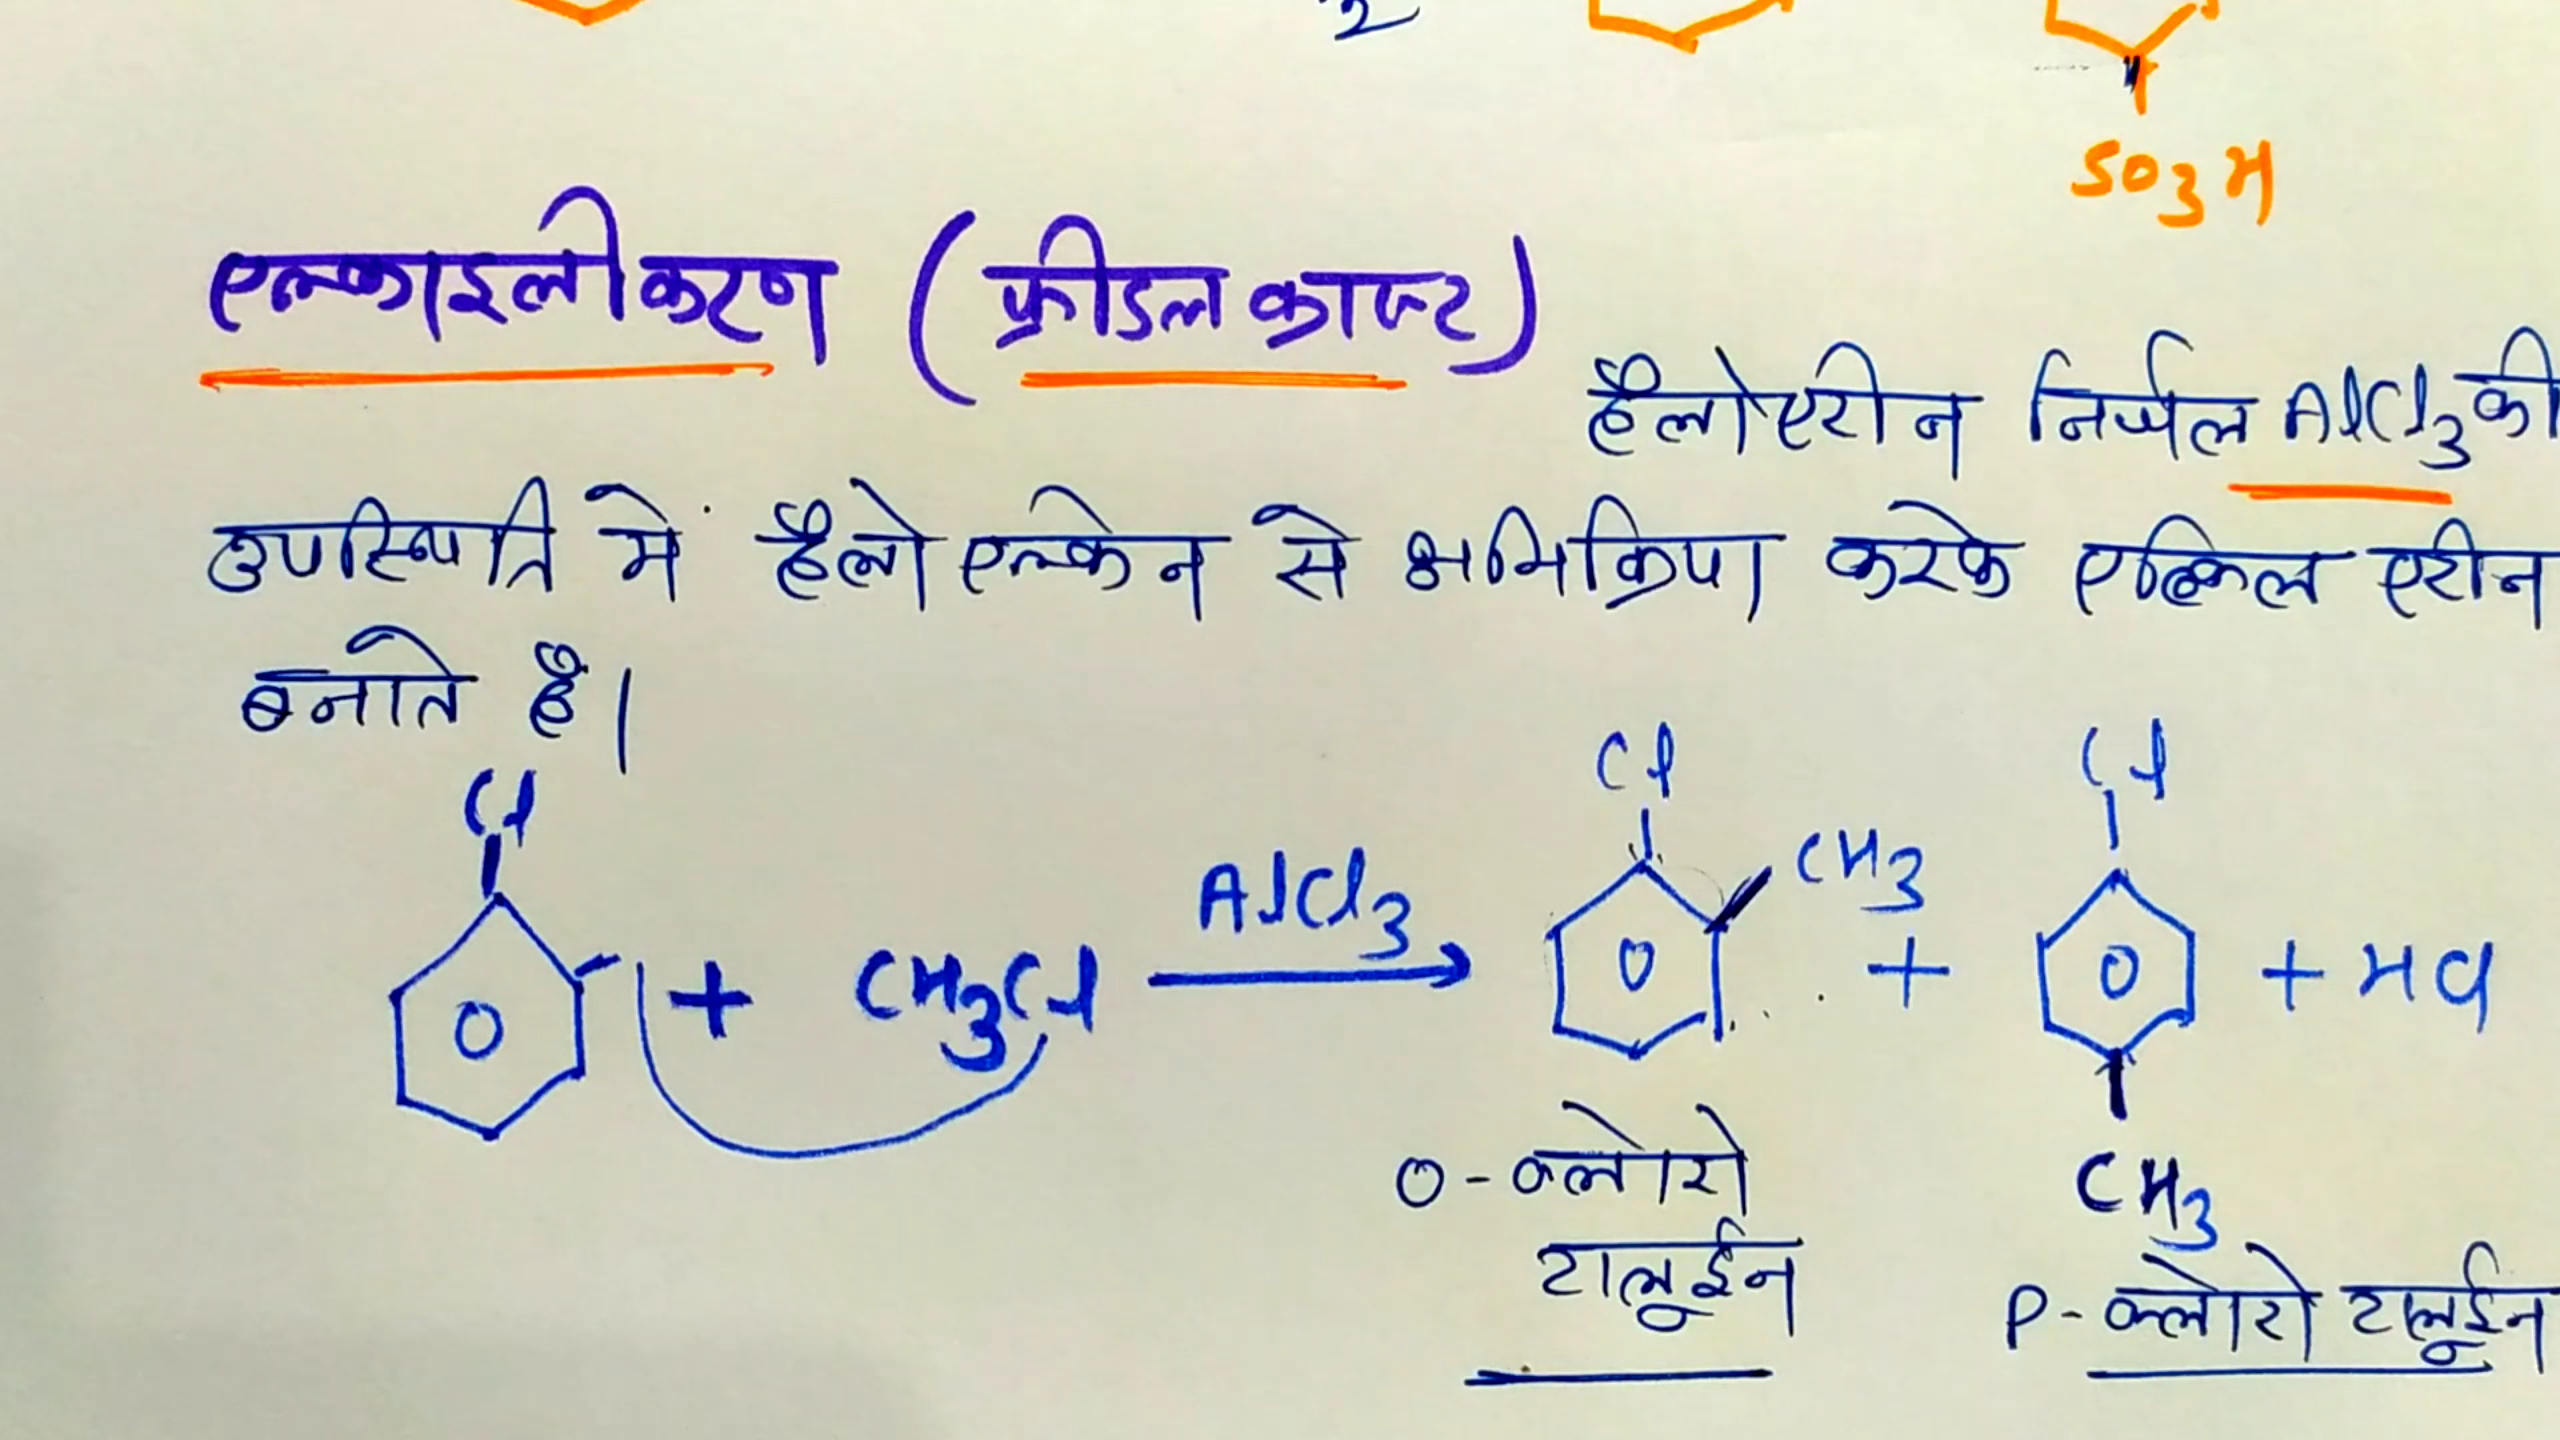 2
SO3H
एल्काइलीकरण (फ्रीडल क्राफ्ट)
हैलोएरीन निर्जल AlCl3 की
उपस्थिति में हैलो एल्केन से अभिक्रिया करके एल्किल एरीन
बनाते है।
Cl Cl Cl
+ CH3Cl AlCl3 CH3 + + HCl
O-क्लोरो
टालूईन
CH3
P-क्लोरो टालूईन